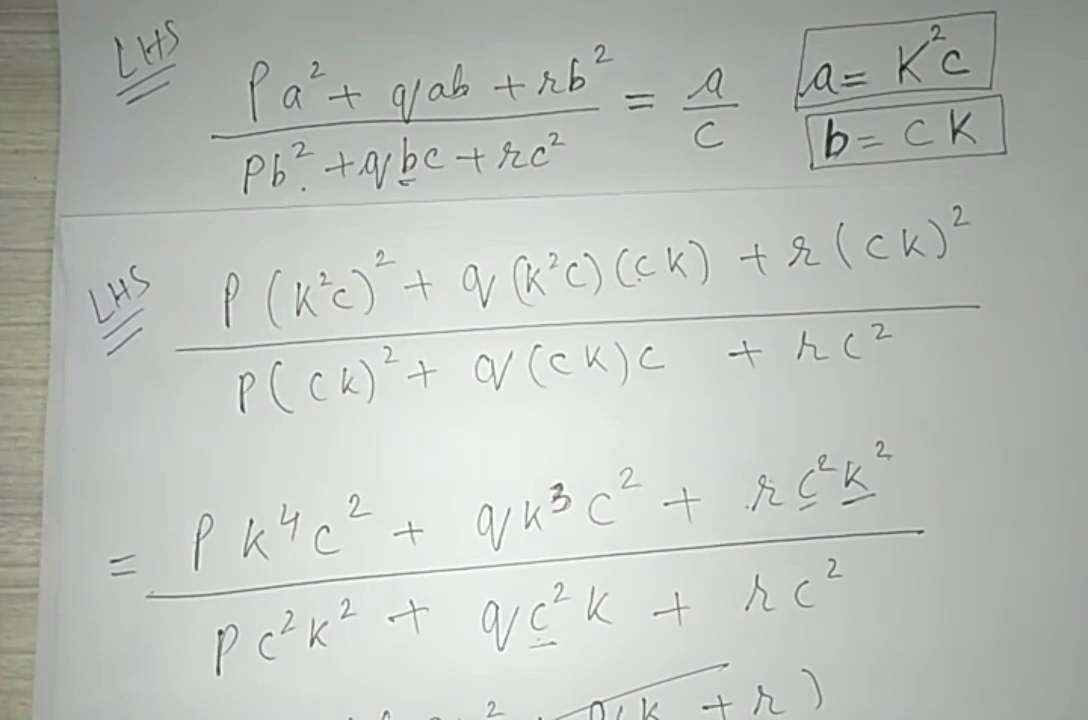 LHS
Pa² + qab + rb² / Pb² + qbc + rc² = a/c
a = K²c
b = CK
LHS
P(K²c)² + q(K²c)(CK) + r(CK)² / P(CK)² + q(CK)c + rc²
= PK⁴c² + qK³c² + rc²K² / Pc²K² + qc²K + rc²
K + r)